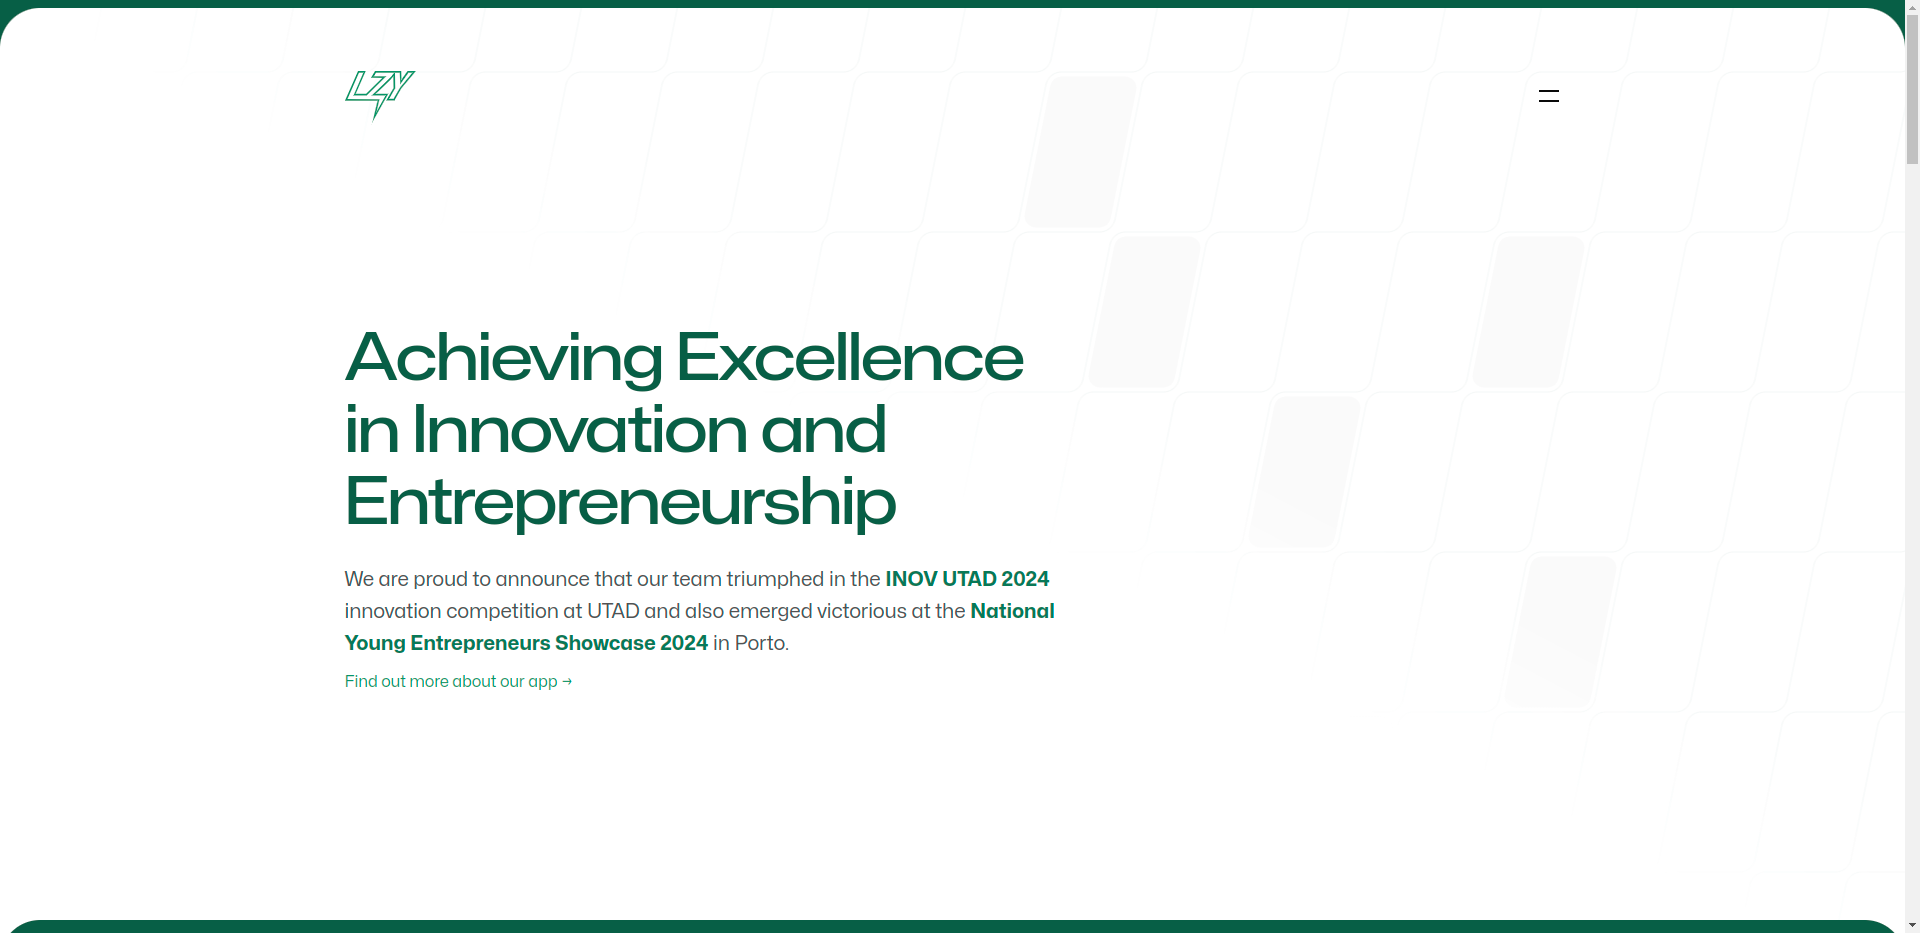 LZY
Achieving Excellence
in Innovation and
Entrepreneurship
We are proud to announce that our team triumphed in the INOV UTAD 2024
innovation competition at UTAD and also emerged victorious at the National
Young Entrepreneurs Showcase 2024 in Porto.
Find out more about our app →